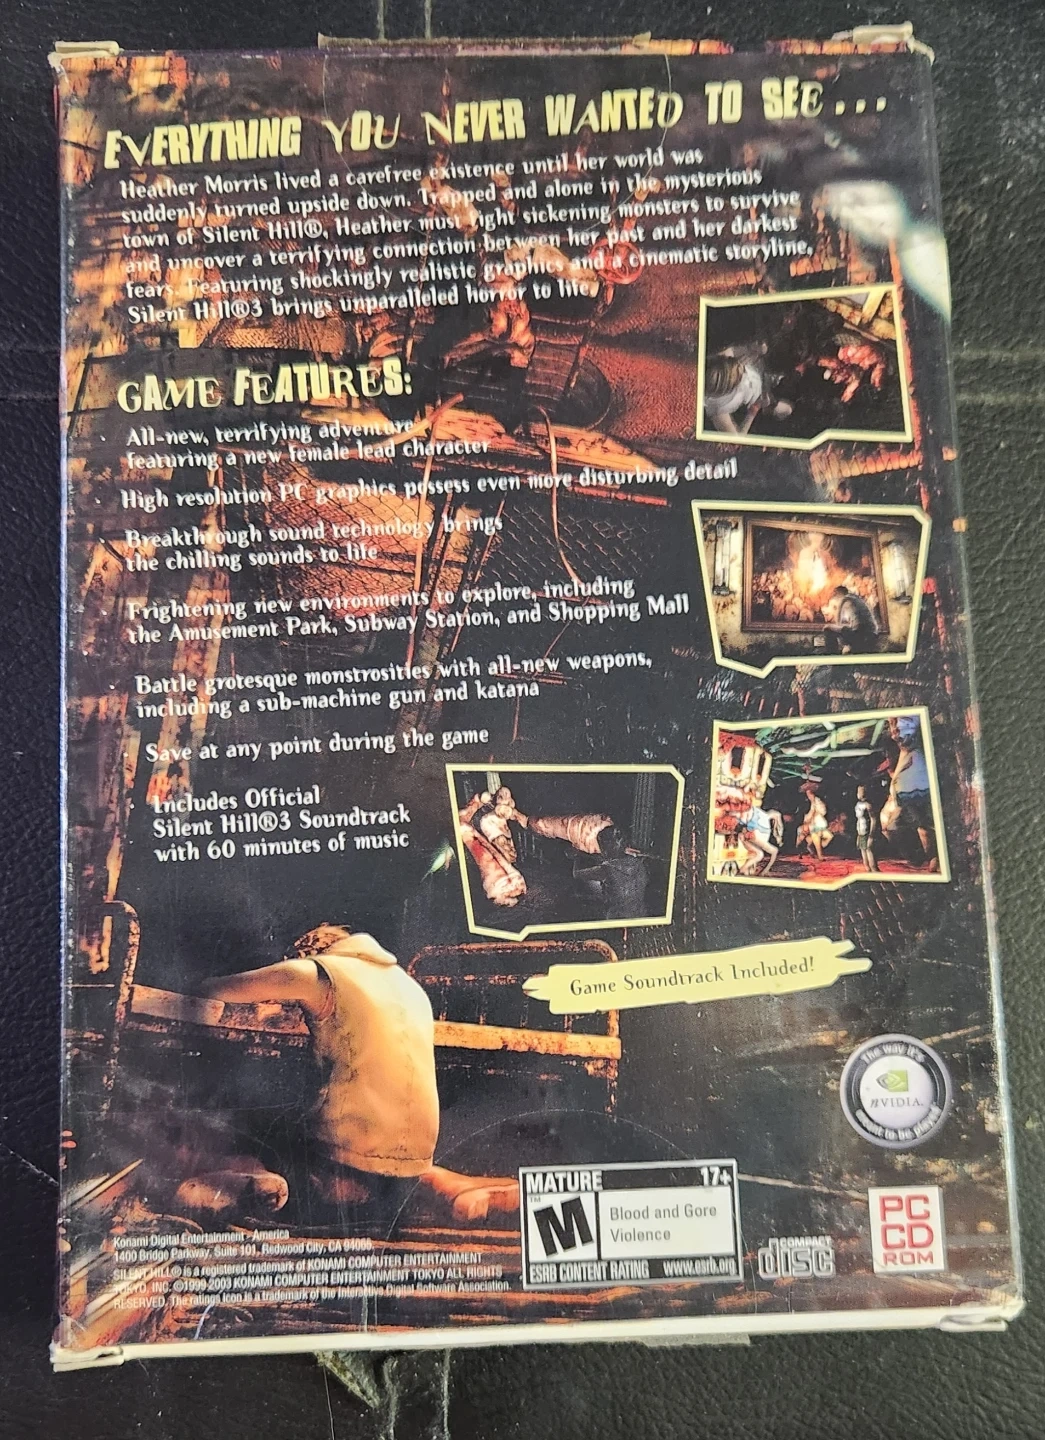 EVERYTHING YOU NEVER WANTED TO SEE...
Heather Morris lived a carefree existence until her world was
suddenly turned upside down. Trapped and alone in the mysterious
town of Silent Hill®, Heather must fight sickening monsters to survive
and uncover a terrifying connection between her past and her darkest
fears. Featuring shockingly realistic graphics and a cinematic storyline,
Silent Hill®3 brings unparalleled horror to life.
GAME FEATURES:
All-new, terrifying adventure
featuring a new female lead character
High resolution PC graphics possess even more disturbing detail
Breakthrough sound technology brings
the chilling sounds to life
Frightening new environments to explore, including
the Amusement Park, Subway Station, and Shopping Mall
Battle grotesque monstrosities with all-new weapons,
including a sub-machine gun and katana
Save at any point during the game
Includes Official
Silent Hill®3 Soundtrack
with 60 minutes of music
Game Soundtrack Included!
The way it's
NVIDIA.
meant to be played
MATURE 17+
M
Blood and Gore
Violence
ESRB CONTENT RATING www.esrb.org
COMPACT
disc
PC
CD
ROM
Konami Digital Entertainment - America
1400 Bridge Parkway, Suite 101, Redwood City, CA 94065.
SILENT HILL® is a registered trademark of KONAMI COMPUTER ENTERTAINMENT
TOKYO, INC. ©1999 2003 KONAMI COMPUTER ENTERTAINMENT TOKYO ALL RIGHTS
RESERVED. The ratings icon is a trademark of the Interactive Digital Software Association.